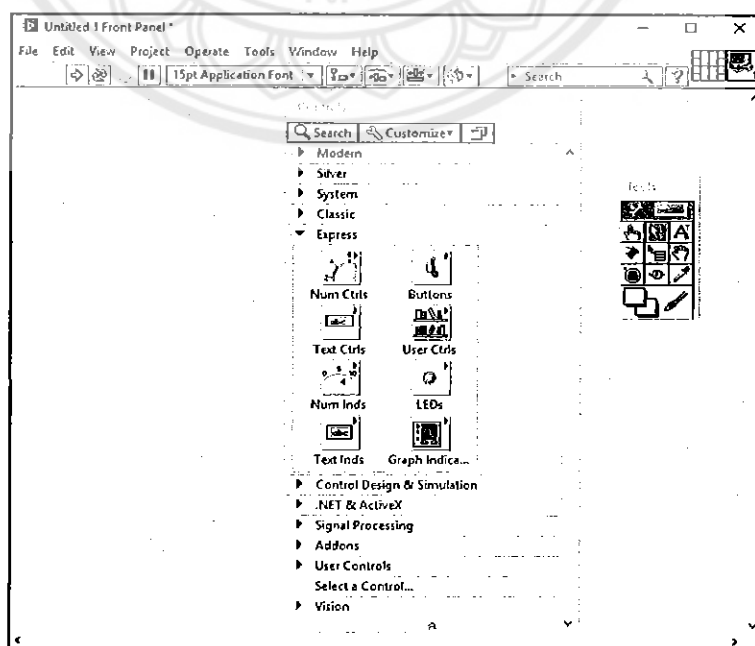 Untitled 1 Front Panel *
File Edit View Project Operate Tools Window Help
15pt Application Font Search
Controls
Search Customize
Modern
Silver
System
Classic
Express
Num Ctrls Buttons
Text Ctrls User Ctrls
Num Inds LEDs
Text Inds Graph Indica...
Control Design & Simulation
.NET & ActiveX
Signal Processing
Addons
User Controls
Select a Control...
Vision
Tools
A
a